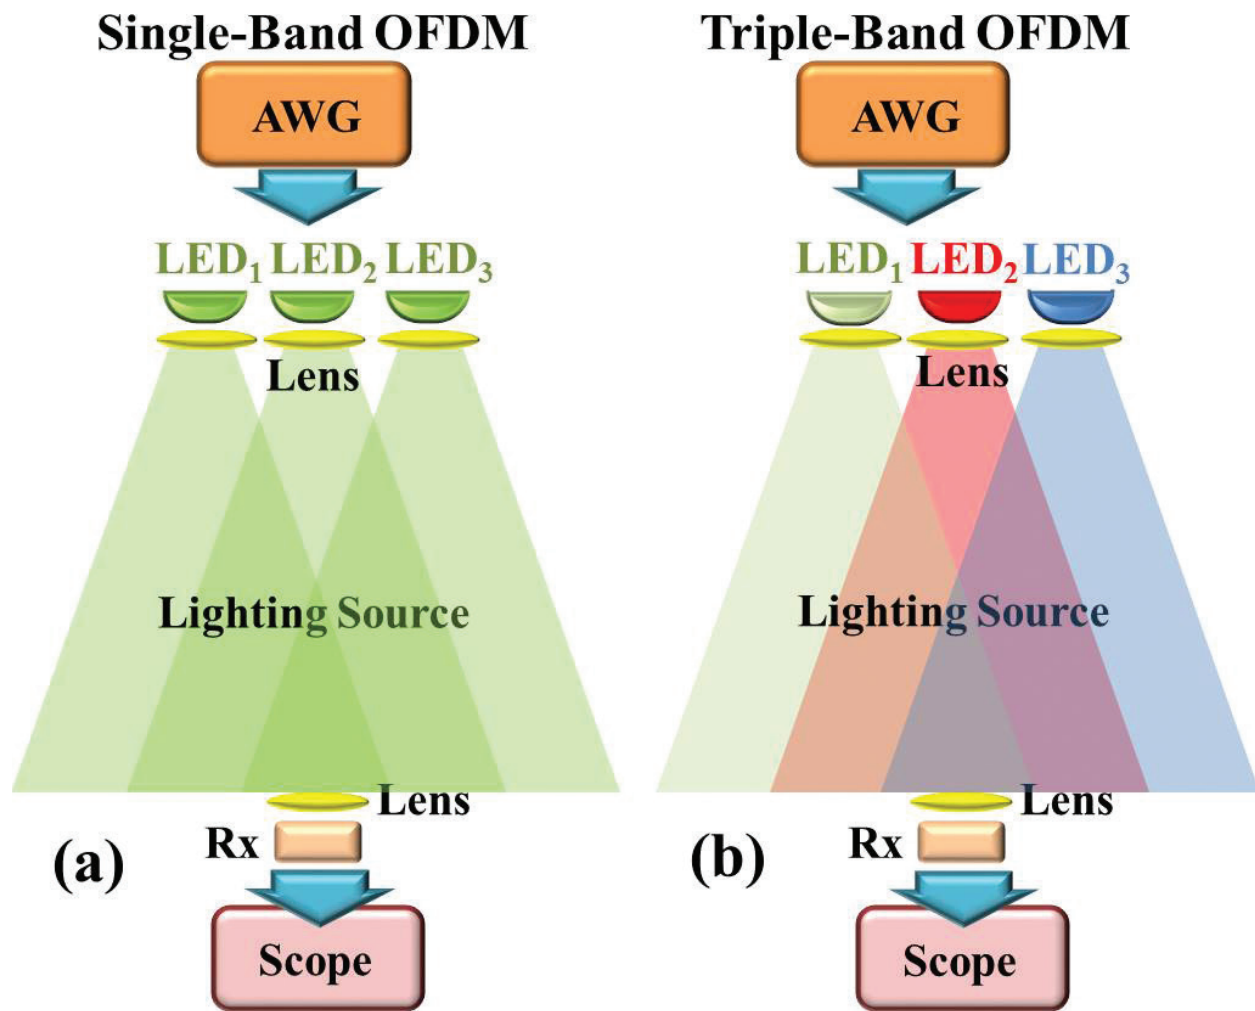 Single-Band OFDM
AWG
LED1 LED2 LED3
Lens
Lighting Source
Lens
Rx
(a)
Scope
Triple-Band OFDM
AWG
LED1 LED2 LED3
Lens
Lighting Source
Lens
Rx
(b)
Scope